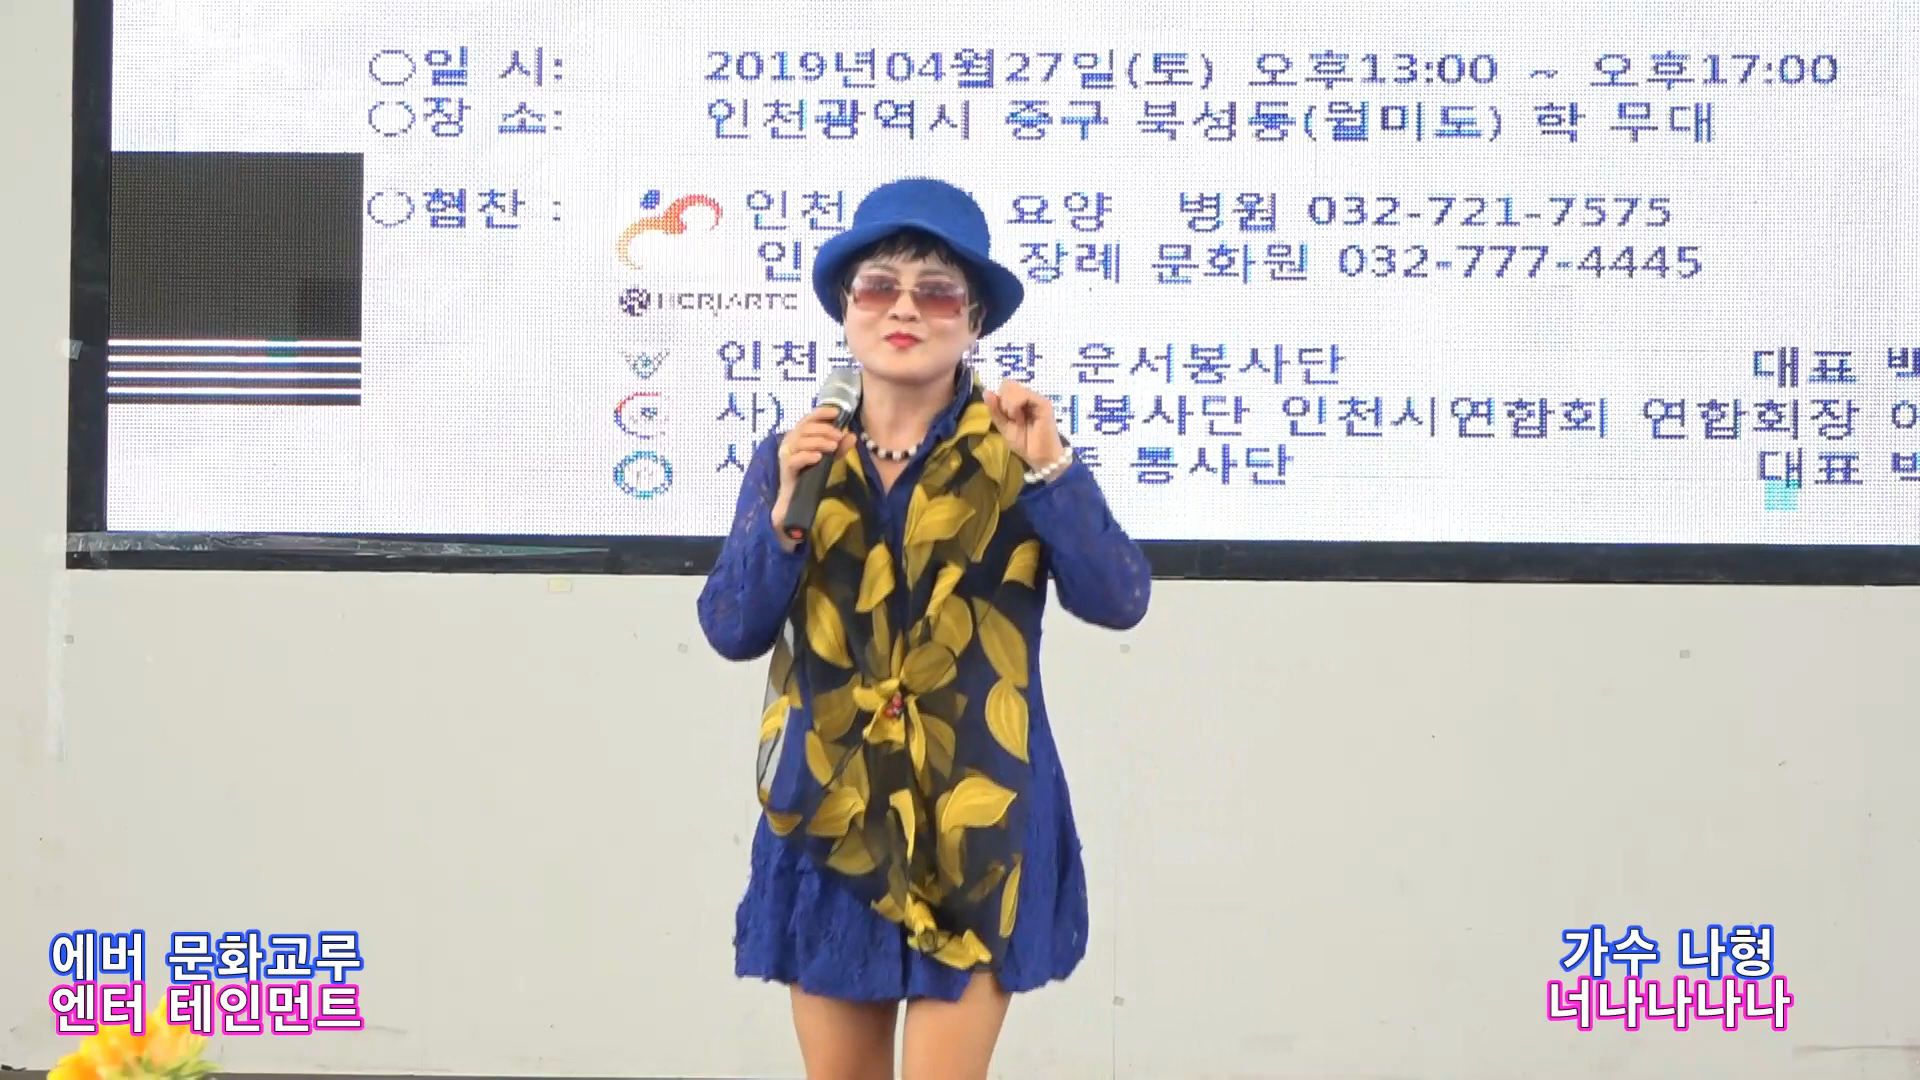 ○일 시: 2019년04월27일(토) 오후13:00 ~ 오후17:00
○장 소: 인천광역시 중구 북성동(월미도) 학 무대
○협찬 : 인천 요양 병원 032-721-7575
장례 문화원 032-777-4445
인천 공항 운서봉사단 대표
사) 봉사단 인천시연합회 연합회장
봉사단 대표
에버 문화교루
엔터 테인먼트
가수 나형
너나나나나